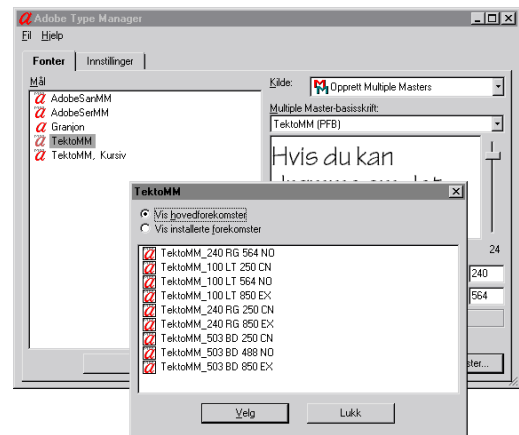 Adobe Type Manager
Fil Hjelp
Fonter Innstillinger
Mål
AdobeSanMM
AdobeSerMM
Granjon
TektoMM
TektoMM, Kursiv
Kilde: Opprett Multiple Masters
Multiple Master-basisskrift:
TektoMM (PFB)
Hvis du kan
24
240
564
TektoMM
Vis hovedforekomster
Vis installerte forekomster
TektoMM_240 RG 564 NO
TektoMM_100 LT 250 CN
TektoMM_100 LT 564 NO
TektoMM_100 LT 850 EX
TektoMM_240 RG 250 CN
TektoMM_240 RG 850 EX
TektoMM_503 BD 250 CN
TektoMM_503 BD 488 NO
TektoMM_503 BD 850 EX
Velg Lukk